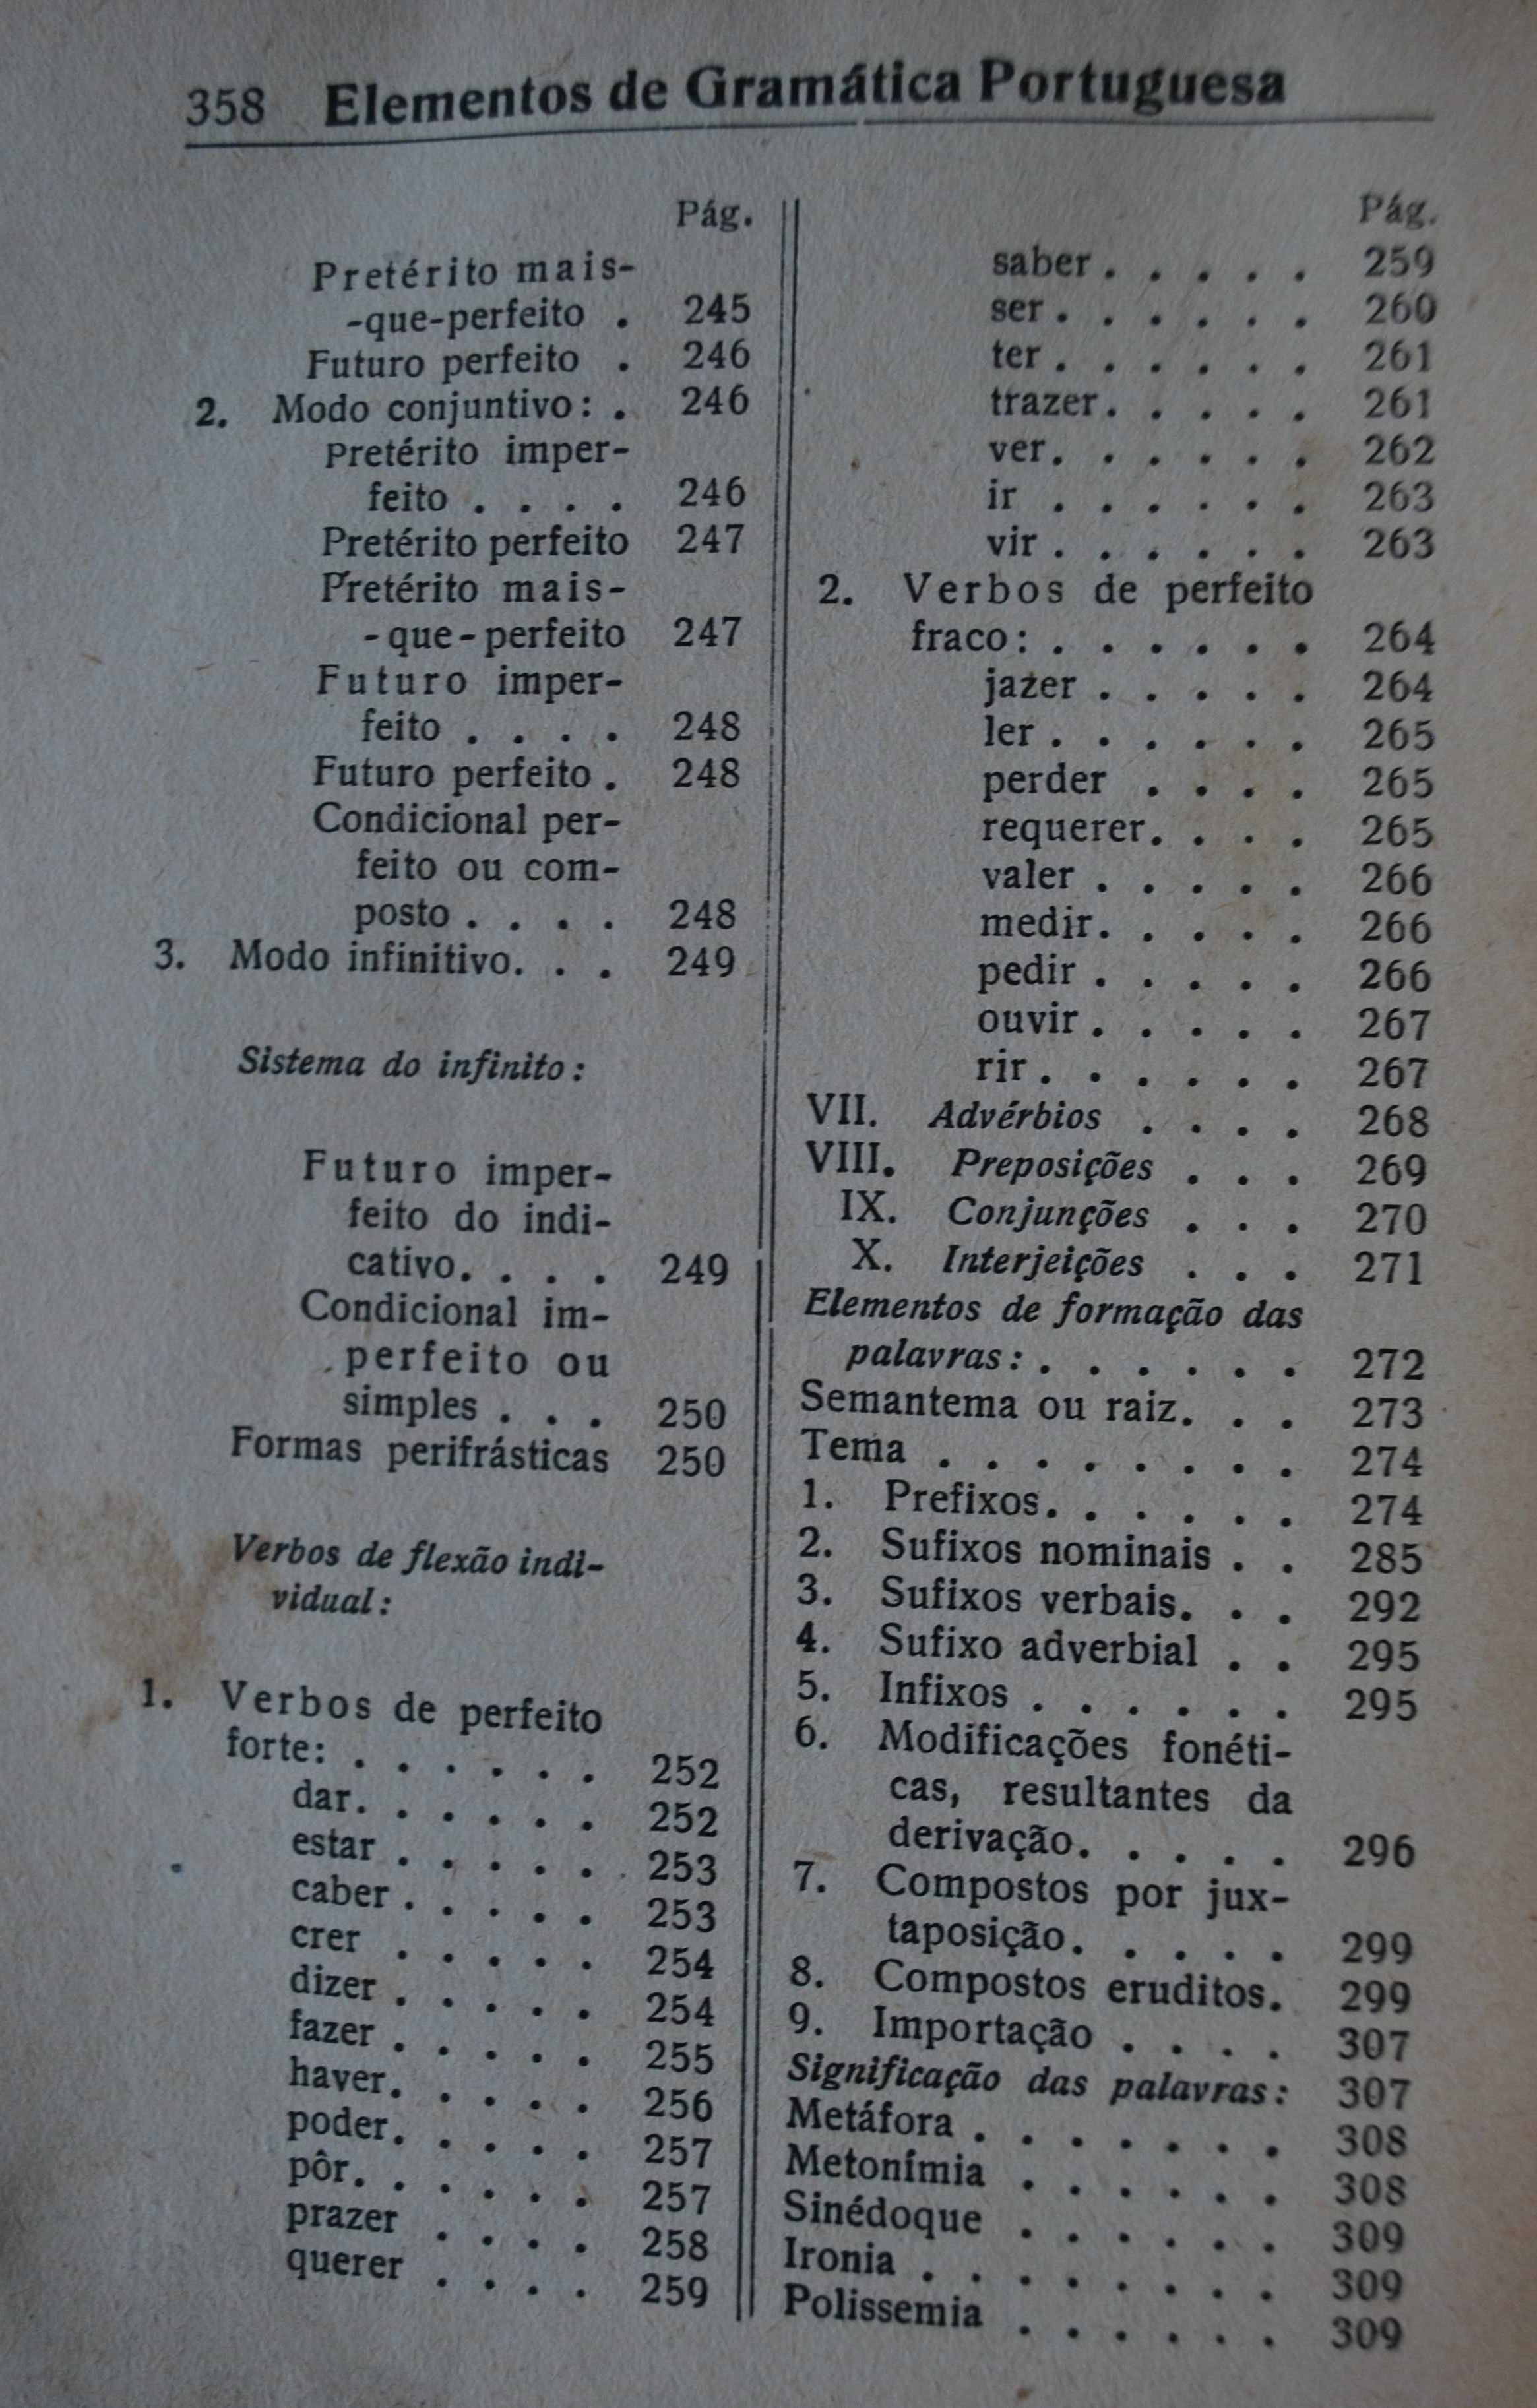 358 Elementos de Gramática Portuguesa
Pág.
Pretérito mais-
-que-perfeito . 245
Futuro perfeito . 246
2. Modo conjuntivo: . 246
Pretérito imper-
feito . . . . 246
Pretérito perfeito 247
Pretérito mais-
-que-perfeito 247
Futuro imper-
feito . . . . 248
Futuro perfeito . 248
Condicional per-
feito ou com-
posto . . . . 248
3. Modo infinitivo. . . 249
Sistema do infinito:
Futuro imper-
feito do indi-
cativo. . . . 249
Condicional im-
perfeito ou
simples . . . 250
Formas perifrásticas 250
Verbos de flexão indi-
vidual:
1. Verbos de perfeito
forte: . . . . . . 252
dar. . . . . . 252
estar . . . . . 253
caber . . . . . 253
crer . . . . . 254
dizer . . . . . 254
fazer . . . . . 255
haver. . . . . 256
poder. . . . . 257
pôr. . . . . . 257
prazer . . . . 258
querer . . . . 259
Pág.
saber . . . . . 259
ser . . . . . . 260
ter . . . . . . 261
trazer. . . . . 261
ver. . . . . . 262
ir . . . . . . 263
vir . . . . . . 263
2. Verbos de perfeito
fraco: . . . . . . 264
jazer . . . . . 264
ler . . . . . . 265
perder . . . . 265
requerer. . . . 265
valer . . . . . 266
medir. . . . . 266
pedir . . . . . 266
ouvir . . . . . 267
rir . . . . . . 267
VII. Advérbios . . . . 268
VIII. Preposições . . . 269
IX. Conjunções . . . 270
X. Interjeições . . . 271
Elementos de formação das
palavras: . . . . . . 272
Semantema ou raiz. . . 273
Tema . . . . . . . . 274
1. Prefixos. . . . . . 274
2. Sufixos nominais . . 285
3. Sufixos verbais. . . 292
4. Sufixo adverbial . . 295
5. Infixos . . . . . . 295
6. Modificações fonéti-
cas, resultantes da
derivação. . . . . 296
7. Compostos por jux-
taposição. . . . . 299
8. Compostos eruditos. 299
9. Importação . . . . 307
Significação das palavras: 307
Metáfora . . . . . . . 308
Metonímia . . . . . . 308
Sinédoque . . . . . . 309
Ironia . . . . . . . . 309
Polissemia . . . . . . 309